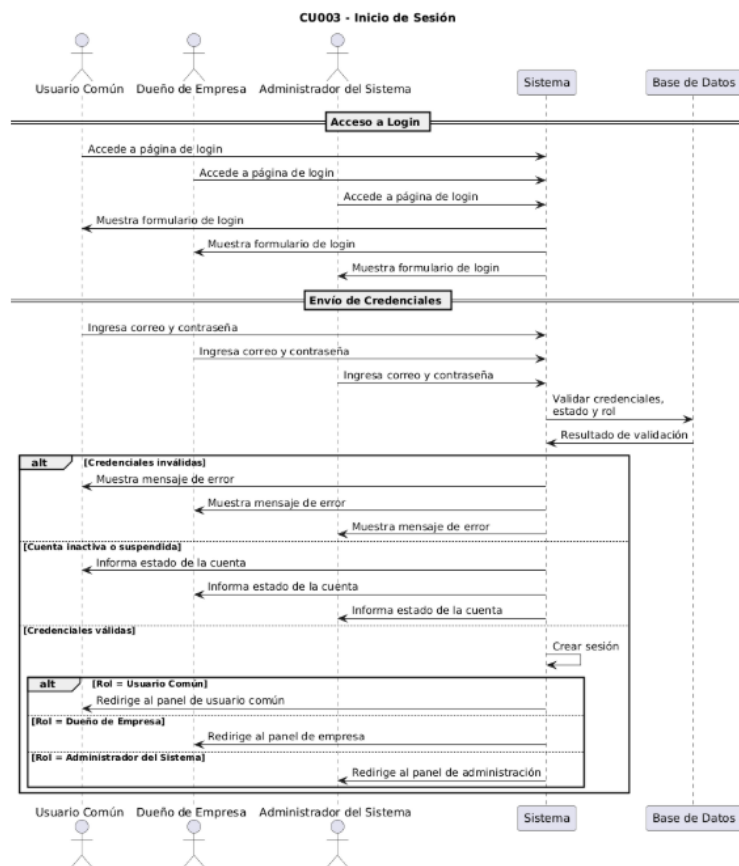 CU003 - Inicio de Sesión
Usuario Común
Dueño de Empresa
Administrador del Sistema
Sistema
Base de Datos
Acceso a Login
Accede a página de login
Accede a página de login
Accede a página de login
Muestra formulario de login
Muestra formulario de login
Muestra formulario de login
Envío de Credenciales
Ingresa correo y contraseña
Ingresa correo y contraseña
Ingresa correo y contraseña
Validar credenciales,
estado y rol
Resultado de validación
alt
[Credenciales inválidas]
Muestra mensaje de error
Muestra mensaje de error
Muestra mensaje de error
[Cuenta inactiva o suspendida]
Informa estado de la cuenta
Informa estado de la cuenta
Informa estado de la cuenta
[Credenciales válidas]
Crear sesión
alt
[Rol = Usuario Común]
Redirige al panel de usuario común
[Rol = Dueño de Empresa]
Redirige al panel de empresa
[Rol = Administrador del Sistema]
Redirige al panel de administración
Usuario Común
Dueño de Empresa
Administrador del Sistema
Sistema
Base de Datos